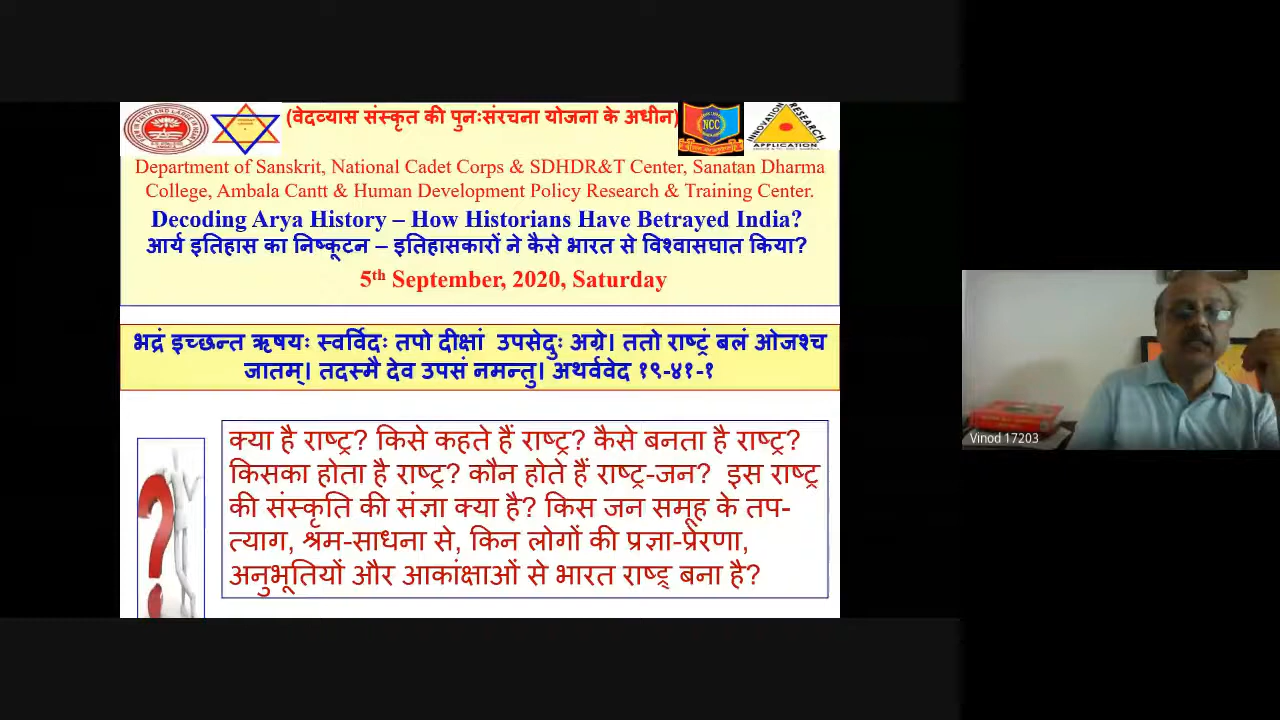 (वेदव्यास संस्कृत की पुनःसंरचना योजना के अधीन)
NCC
INNOVATION
RESEARCH
APPLICATION
Department of Sanskrit, National Cadet Corps & SDHDR&T Center, Sanatan Dharma
College, Ambala Cantt & Human Development Policy Research & Training Center.
Decoding Arya History – How Historians Have Betrayed India?
आर्य इतिहास का निष्कूटन – इतिहासकारों ने कैसे भारत से विश्वासघात किया?
5th September, 2020, Saturday
भद्रं इच्छन्त ऋषयः स्वर्विदः तपो दीक्षां उपसेदुः अग्रे। ततो राष्ट्रं बलं ओजश्च
जातम्। तदस्मै देव उपसं नमन्तु। अथर्ववेद १९-४१-१
क्या है राष्ट्र? किसे कहते हैं राष्ट्र? कैसे बनता है राष्ट्र?
किसका होता है राष्ट्र? कौन होते हैं राष्ट्र-जन? इस राष्ट्र
की संस्कृति की संज्ञा क्या है? किस जन समूह के तप-
त्याग, श्रम-साधना से, किन लोगों की प्रज्ञा-प्रेरणा,
अनुभूतियों और आकांक्षाओं से भारत राष्ट्र बना है?
Vinod 17203